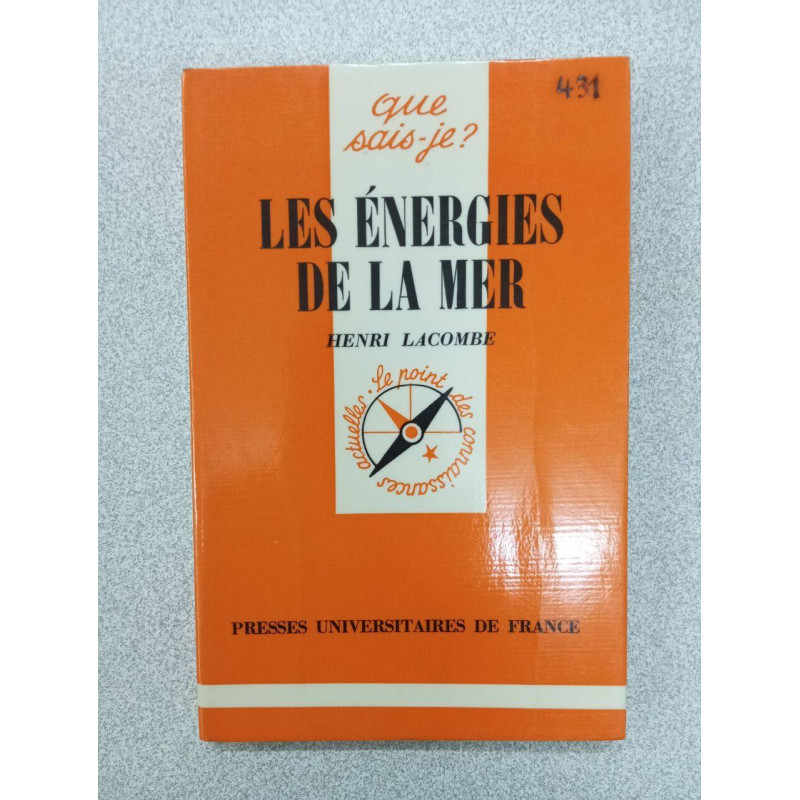 431
que
sais-je?
LES ÉNERGIES
DE LA MER
HENRI LACOMBE
Le point des connaissances actuelles.
PRESSES UNIVERSITAIRES DE FRANCE